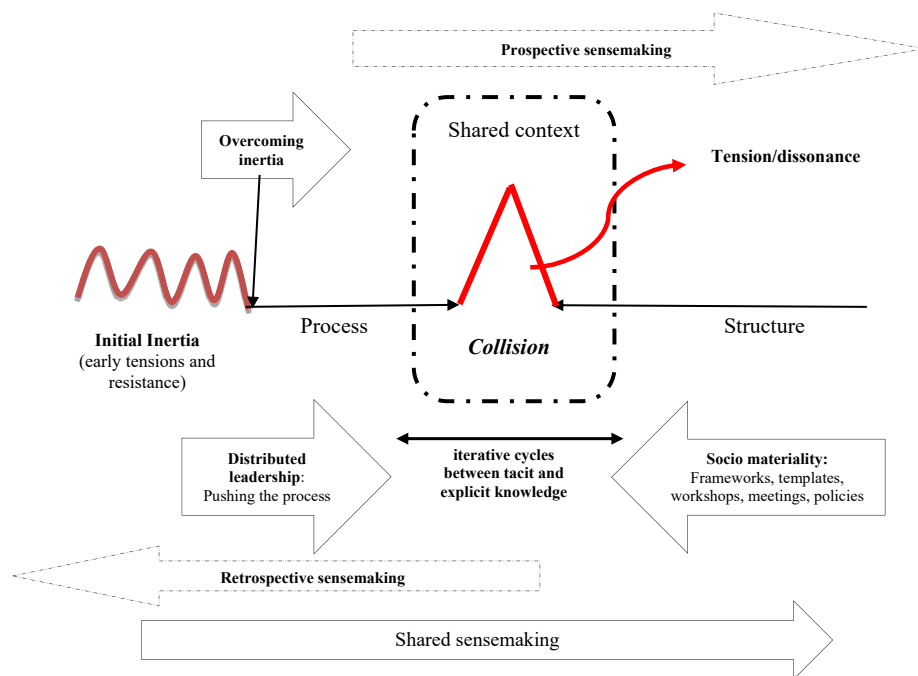 Prospective sensemaking
Overcoming
inertia
Shared context
Tension/dissonance
Initial Inertia
(early tensions and
resistance)
Process
Collision
Structure
Distributed
leadership:
Pushing the process
iterative cycles
between tacit and
explicit knowledge
Socio materiality:
Frameworks, templates,
workshops, meetings, policies
Retrospective sensemaking
Shared sensemaking